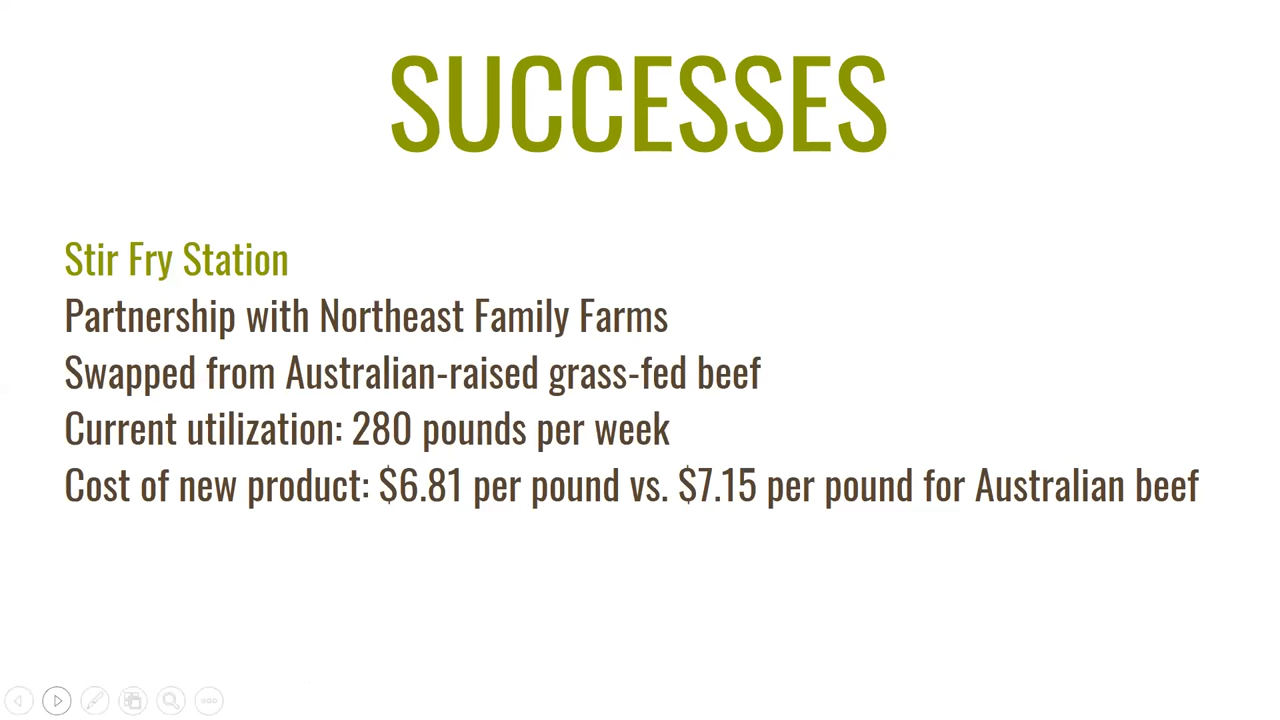 SUCCESSES
Stir Fry Station
Partnership with Northeast Family Farms
Swapped from Australian-raised grass-fed beef
Current utilization: 280 pounds per week
Cost of new product: $6.81 per pound vs. $7.15 per pound for Australian beef